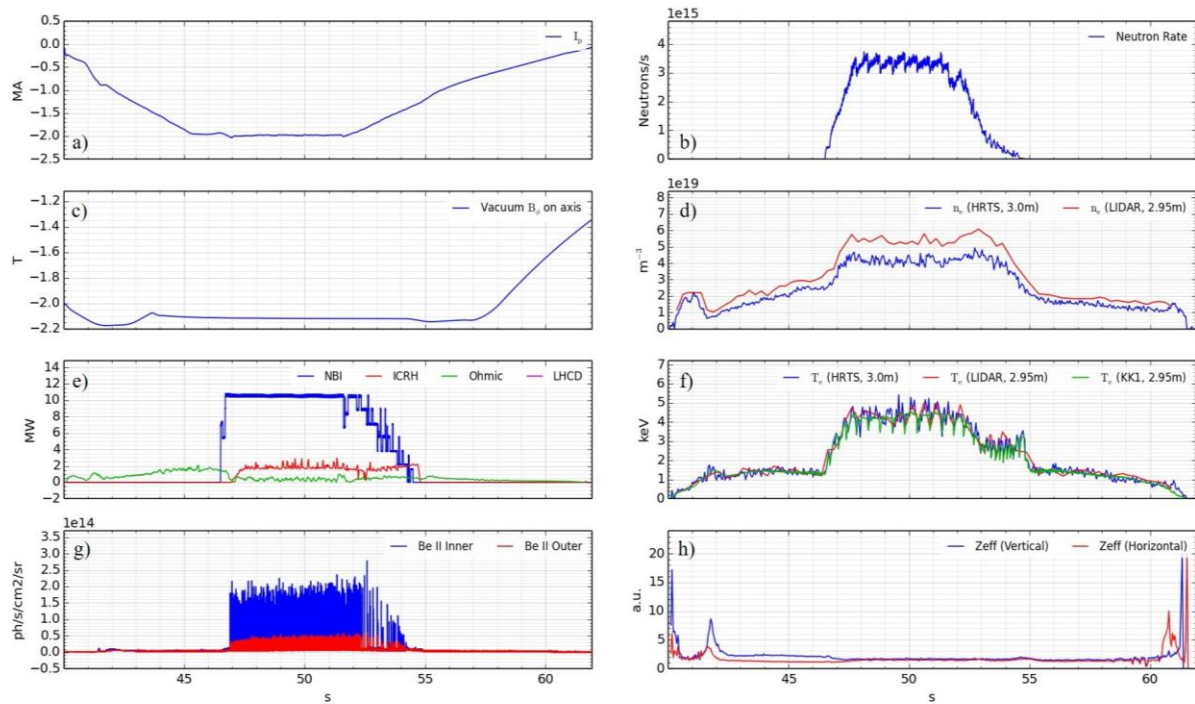 0.5
0.0
−0.5
−1.0
−1.5
−2.0
−2.5
MA
a)
I_p
1e15
4
3
2
1
0
Neutrons/s
b)
Neutron Rate
−1.2
−1.4
−1.6
−1.8
−2.0
−2.2
T
c)
Vacuum B_ϕ on axis
1e19
8
7
6
5
4
3
2
1
0
m⁻³
d)
n_e (HRTS, 3.0m) n_e (LIDAR, 2.95m)
14
12
10
8
6
4
2
0
−2
MW
e)
NBI ICRH Ohmic LHCD
7
6
5
4
3
2
1
0
keV
f)
T_e (HRTS, 3.0m) T_e (LIDAR, 2.95m) T_e (KK1, 2.95m)
1e14
3.5
3.0
2.5
2.0
1.5
1.0
0.5
0.0
−0.5
ph/s/cm2/sr
g)
Be II Inner Be II Outer
45 50 55 60
s
20
15
10
5
0
a.u.
h)
Zeff (Vertical) Zeff (Horizontal)
45 50 55 60
s